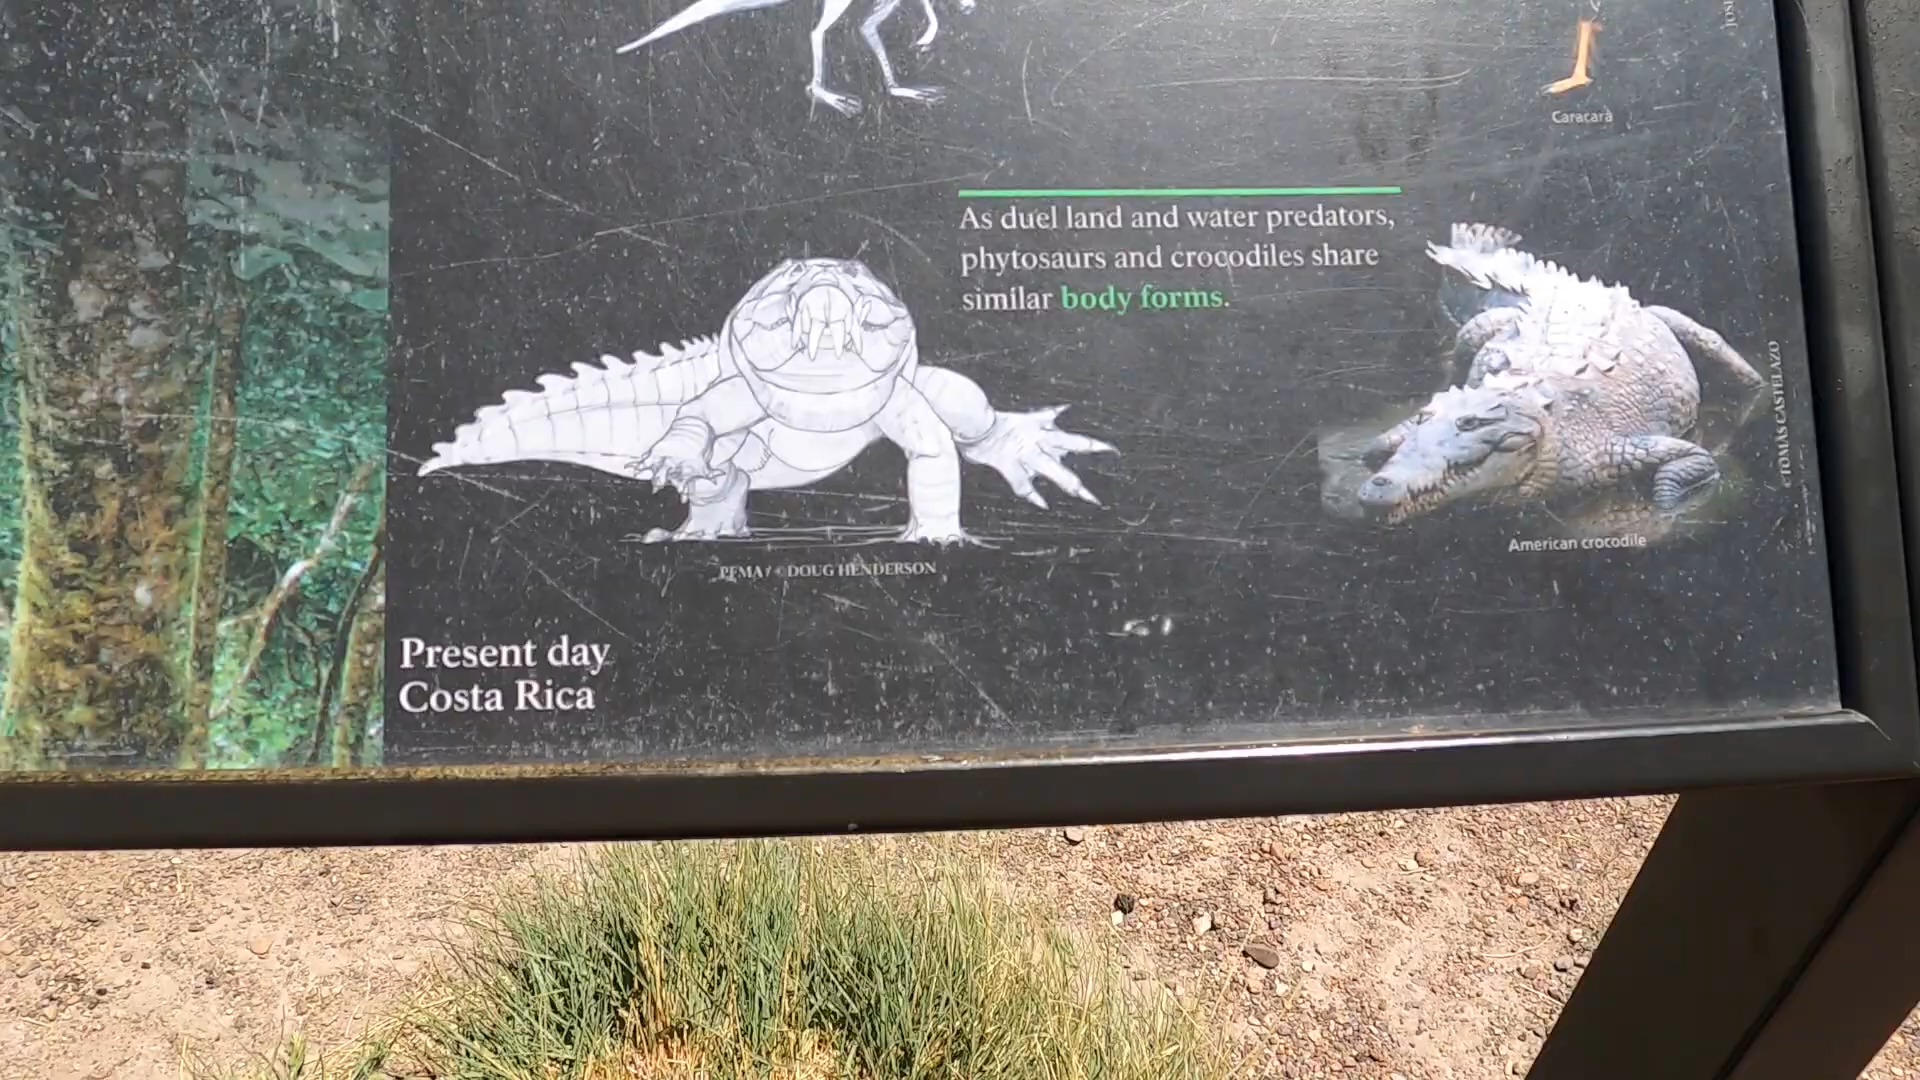 Caracara
As duel land and water predators,
phytosaurs and crocodiles share
similar body forms.
©TOMÁS CASTELAZO
American crocodile
PFMA / ©DOUG HENDERSON
Present day
Costa Rica